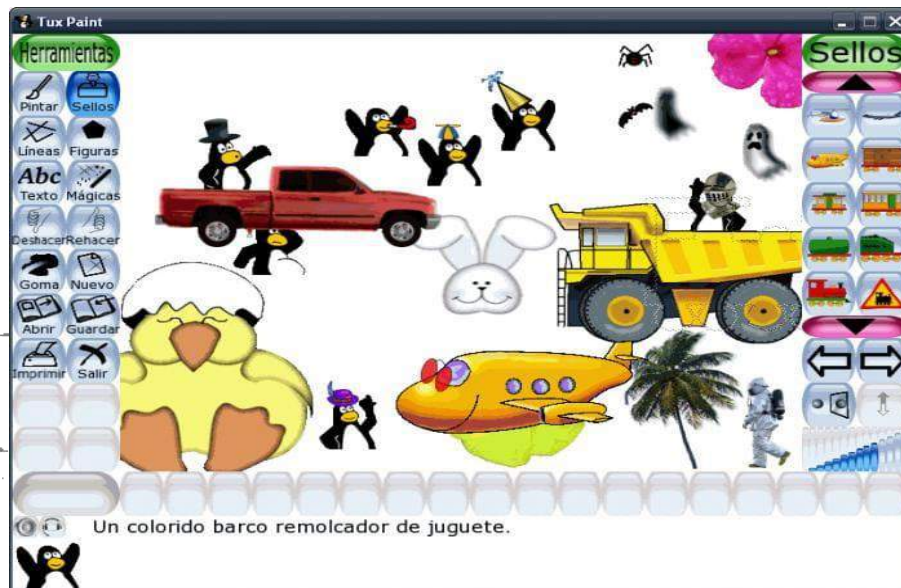 Tux Paint
Herramientas
Sellos
Pintar Sellos
Líneas Figuras
Abc
Texto Mágicas
Deshacer Rehacer
Goma Nuevo
Abrir Guardar
Imprimir Salir
Un colorido barco remolcador de juguete.